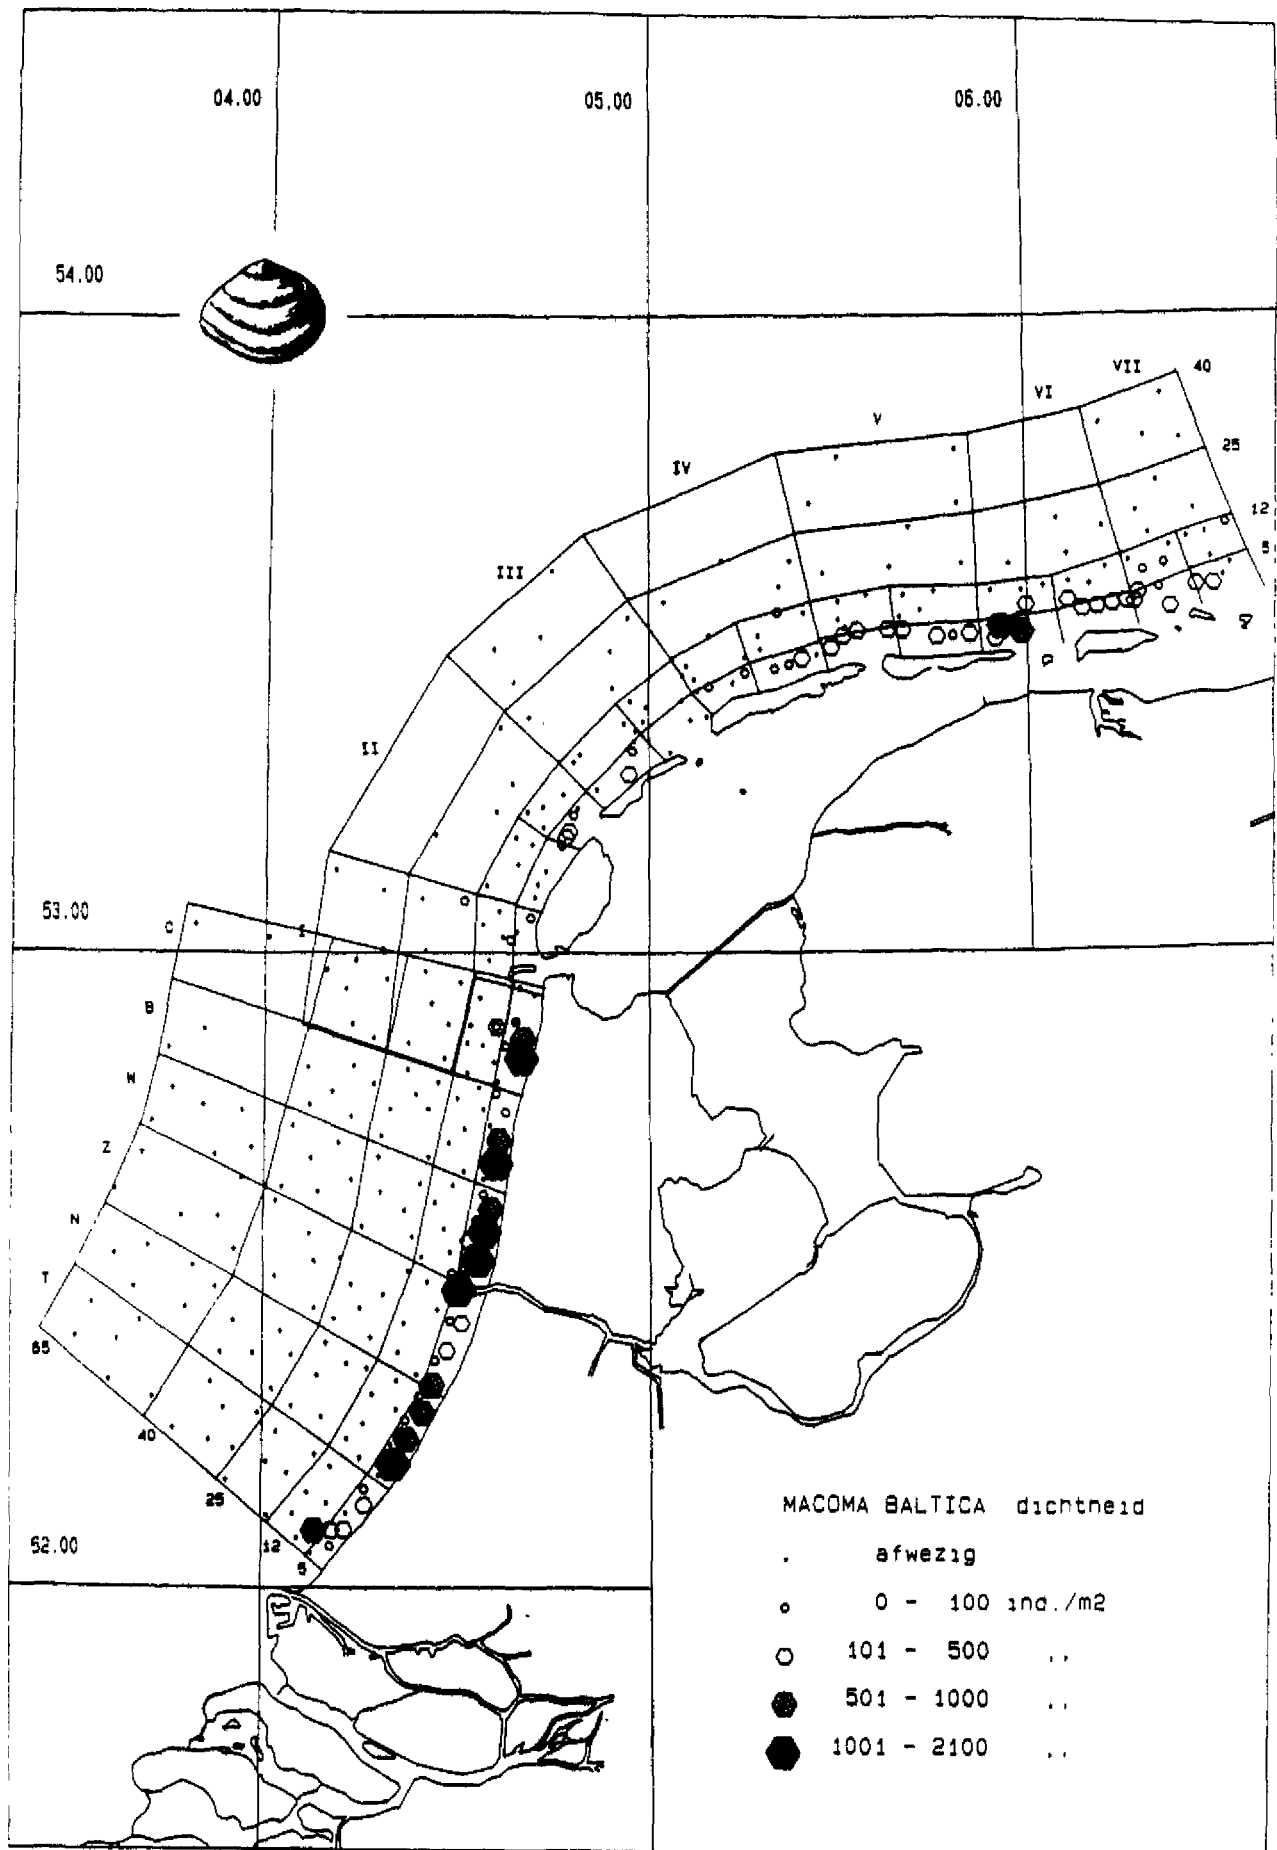 04.00
05.00
06.00
54.00
VII
40
VI
V
25
IV
12
5
III
II
53.00
C
I
B
W
Z
N
T
65
40
25
12
5
52.00
MACOMA BALTICA dichtneid
. afwezig
0 - 100 ind./m2
101 - 500 ,,
501 - 1000 ,,
1001 - 2100 ,,